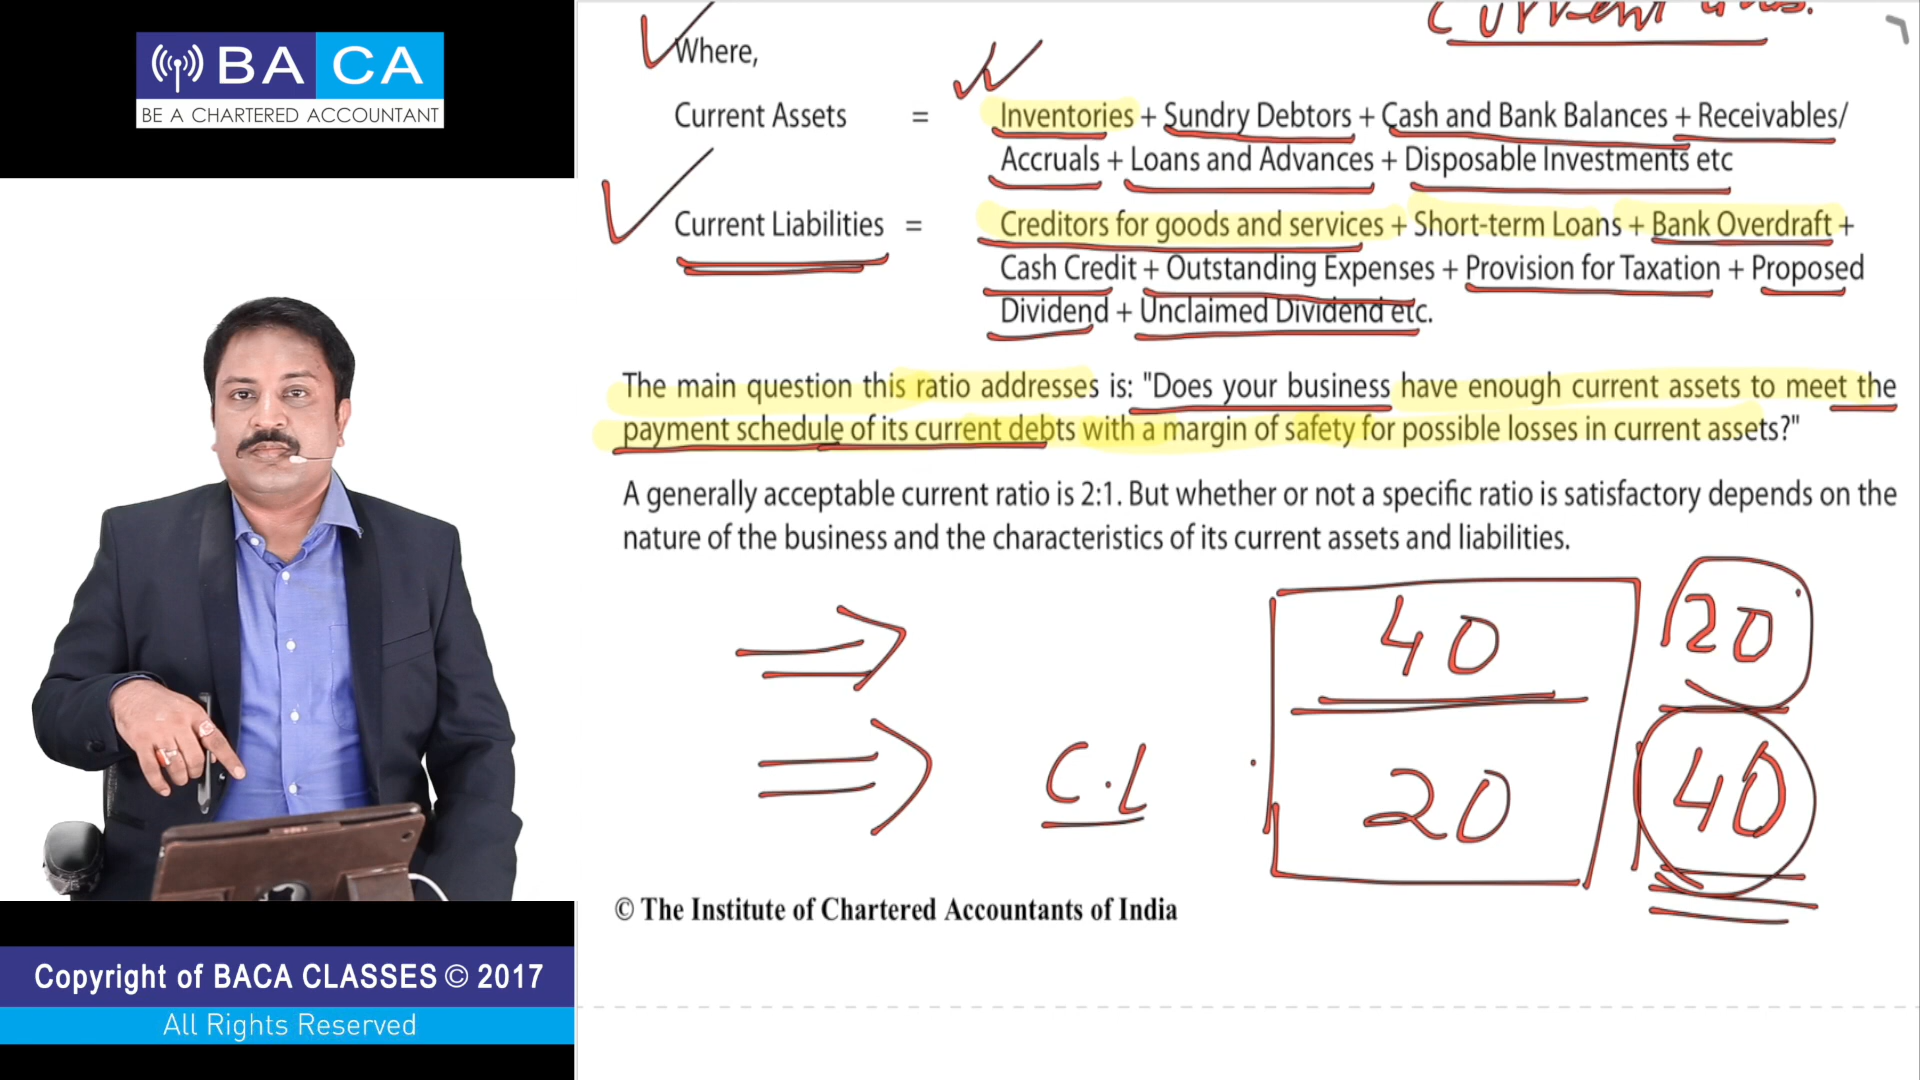 BA CA
BE A CHARTERED ACCOUNTANT
Current
Where,
Current Assets = Inventories + Sundry Debtors + Cash and Bank Balances + Receivables/
Accruals + Loans and Advances + Disposable Investments etc
Current Liabilities = Creditors for goods and services + Short-term Loans + Bank Overdraft +
Cash Credit + Outstanding Expenses + Provision for Taxation + Proposed
Dividend + Unclaimed Dividend etc.
The main question this ratio addresses is: "Does your business have enough current assets to meet the
payment schedule of its current debts with a margin of safety for possible losses in current assets?"
A generally acceptable current ratio is 2:1. But whether or not a specific ratio is satisfactory depends on the
nature of the business and the characteristics of its current assets and liabilities.
40 20
C.L 20 40
© The Institute of Chartered Accountants of India
Copyright of BACA CLASSES © 2017
All Rights Reserved